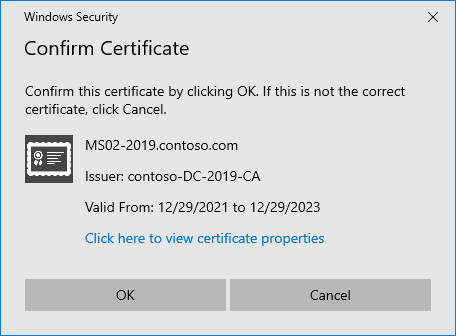 Windows Security
Confirm Certificate
Confirm this certificate by clicking OK. If this is not the correct
certificate, click Cancel.
MS02-2019.contoso.com
Issuer: contoso-DC-2019-CA
Valid From: 12/29/2021 to 12/29/2023
Click here to view certificate properties
OK
Cancel